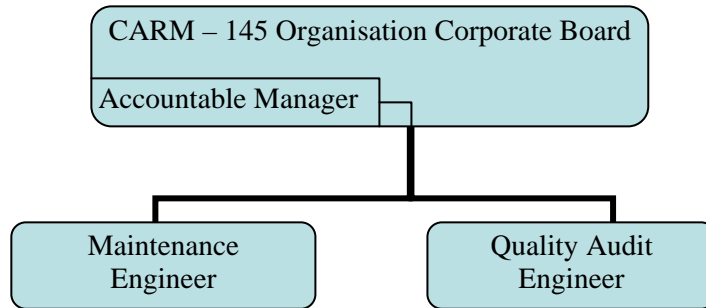 CARM – 145 Organisation Corporate Board
Accountable Manager
Maintenance
Engineer
Quality Audit
Engineer